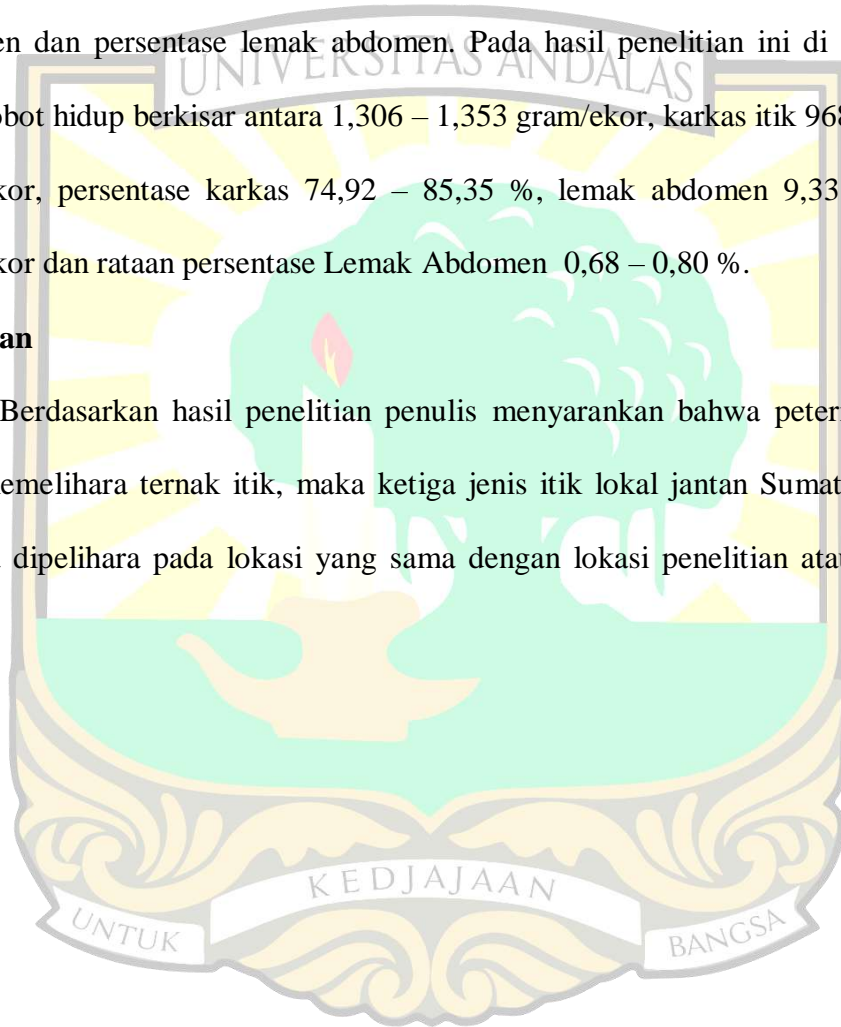 en dan persentase lemak abdomen. Pada hasil penelitian ini di
obot hidup berkisar antara 1,306 – 1,353 gram/ekor, karkas itik 968
kor, persentase karkas 74,92 – 85,35 %, lemak abdomen 9,33
kor dan rataan persentase Lemak Abdomen 0,68 – 0,80 %.
an
Berdasarkan hasil penelitian penulis menyarankan bahwa peter
emelihara ternak itik, maka ketiga jenis itik lokal jantan Sumat
dipelihara pada lokasi yang sama dengan lokasi penelitian atau
UNIVERSITAS ANDALAS
UNTUK KEDJAJAAN BANGSA